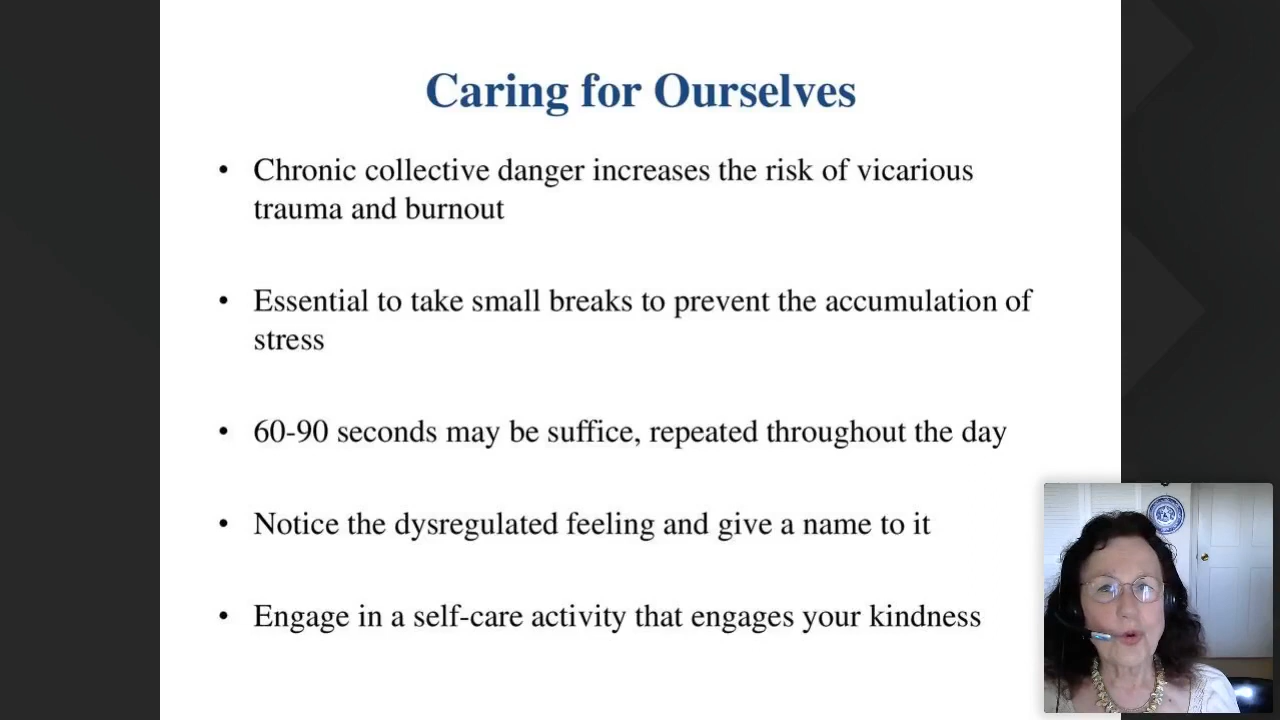 Caring for Ourselves
• Chronic collective danger increases the risk of vicarious
trauma and burnout
• Essential to take small breaks to prevent the accumulation of
stress
• 60-90 seconds may be suffice, repeated throughout the day
• Notice the dysregulated feeling and give a name to it
• Engage in a self-care activity that engages your kindness